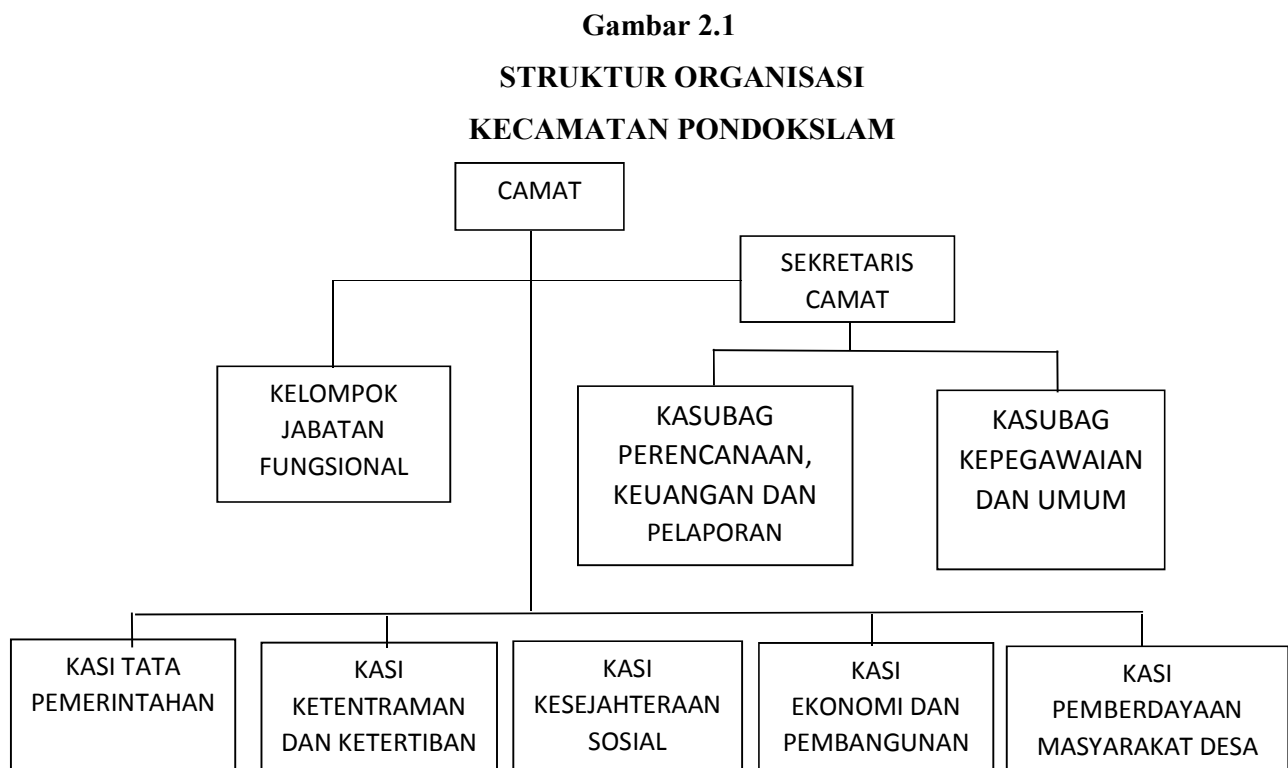 Gambar 2.1
STRUKTUR ORGANISASI
KECAMATAN PONDOKSLAM
CAMAT
SEKRETARIS
CAMAT
KELOMPOK
JABATAN
FUNGSIONAL
KASUBAG
PERENCANAAN,
KEUANGAN DAN
PELAPORAN
KASUBAG
KEPEGAWAIAN
DAN UMUM
KASI TATA
PEMERINTAHAN
KASI
KETENTRAMAN
DAN KETERTIBAN
KASI
KESEJAHTERAAN
SOSIAL
KASI
EKONOMI DAN
PEMBANGUNAN
KASI
PEMBERDAYAAN
MASYARAKAT DESA